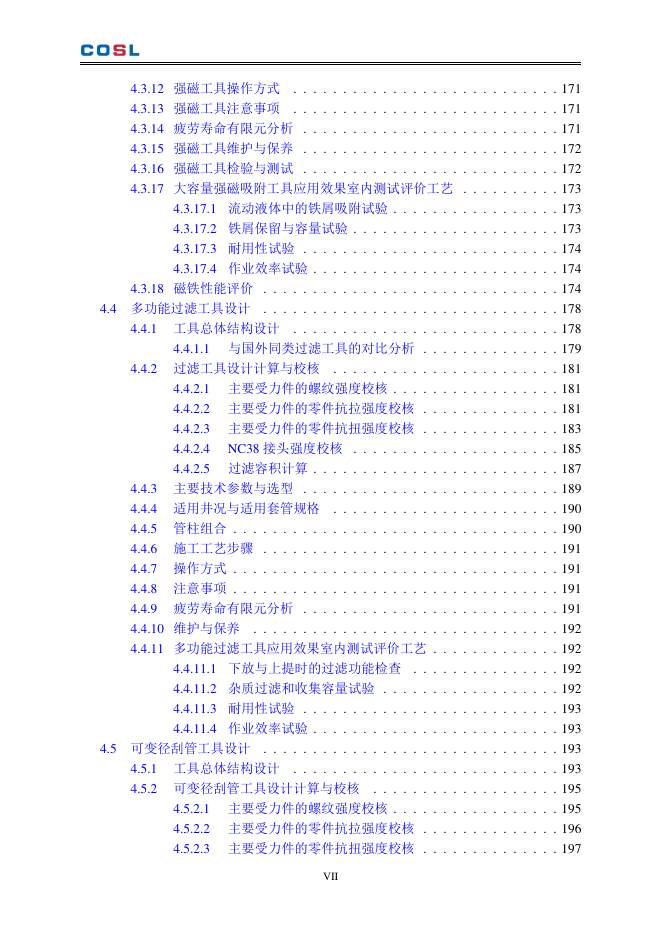 COSL
4.3.12 强磁工具操作方式 . . . . . . . . . . . . . . . . . . . . . . . . . . . 171
4.3.13 强磁工具注意事项 . . . . . . . . . . . . . . . . . . . . . . . . . . . 171
4.3.14 疲劳寿命有限元分析 . . . . . . . . . . . . . . . . . . . . . . . . . . 171
4.3.15 强磁工具维护与保养 . . . . . . . . . . . . . . . . . . . . . . . . . . 172
4.3.16 强磁工具检验与测试 . . . . . . . . . . . . . . . . . . . . . . . . . . 172
4.3.17 大容量强磁吸附工具应用效果室内测试评价工艺 . . . . . . . . . . 173
4.3.17.1 流动液体中的铁屑吸附试验 . . . . . . . . . . . . . . . . . 173
4.3.17.2 铁屑保留与容量试验 . . . . . . . . . . . . . . . . . . . . . 173
4.3.17.3 耐用性试验 . . . . . . . . . . . . . . . . . . . . . . . . . . 174
4.3.17.4 作业效率试验 . . . . . . . . . . . . . . . . . . . . . . . . . 174
4.3.18 磁铁性能评价 . . . . . . . . . . . . . . . . . . . . . . . . . . . . . . 174
4.4 多功能过滤工具设计 . . . . . . . . . . . . . . . . . . . . . . . . . . . . . . 178
4.4.1 工具总体结构设计 . . . . . . . . . . . . . . . . . . . . . . . . . . . 178
4.4.1.1 与国外同类过滤工具的对比分析 . . . . . . . . . . . . . . 179
4.4.2 过滤工具设计计算与校核 . . . . . . . . . . . . . . . . . . . . . . . 181
4.4.2.1 主要受力件的螺纹强度校核 . . . . . . . . . . . . . . . . . 181
4.4.2.2 主要受力件的零件抗拉强度校核 . . . . . . . . . . . . . . 181
4.4.2.3 主要受力件的零件抗扭强度校核 . . . . . . . . . . . . . . 183
4.4.2.4 NC38 接头强度校核 . . . . . . . . . . . . . . . . . . . . . 185
4.4.2.5 过滤容积计算 . . . . . . . . . . . . . . . . . . . . . . . . . 187
4.4.3 主要技术参数与选型 . . . . . . . . . . . . . . . . . . . . . . . . . . 189
4.4.4 适用井况与适用套管规格 . . . . . . . . . . . . . . . . . . . . . . . 190
4.4.5 管柱组合 . . . . . . . . . . . . . . . . . . . . . . . . . . . . . . . . . 190
4.4.6 施工工艺步骤 . . . . . . . . . . . . . . . . . . . . . . . . . . . . . . 191
4.4.7 操作方式 . . . . . . . . . . . . . . . . . . . . . . . . . . . . . . . . . 191
4.4.8 注意事项 . . . . . . . . . . . . . . . . . . . . . . . . . . . . . . . . . 191
4.4.9 疲劳寿命有限元分析 . . . . . . . . . . . . . . . . . . . . . . . . . . 191
4.4.10 维护与保养 . . . . . . . . . . . . . . . . . . . . . . . . . . . . . . . 192
4.4.11 多功能过滤工具应用效果室内测试评价工艺 . . . . . . . . . . . . . 192
4.4.11.1 下放与上提时的过滤功能检查 . . . . . . . . . . . . . . . 192
4.4.11.2 杂质过滤和收集容量试验 . . . . . . . . . . . . . . . . . . 192
4.4.11.3 耐用性试验 . . . . . . . . . . . . . . . . . . . . . . . . . . 193
4.4.11.4 作业效率试验 . . . . . . . . . . . . . . . . . . . . . . . . . 193
4.5 可变径刮管工具设计 . . . . . . . . . . . . . . . . . . . . . . . . . . . . . . 193
4.5.1 工具总体结构设计 . . . . . . . . . . . . . . . . . . . . . . . . . . . 193
4.5.2 可变径刮管工具设计计算与校核 . . . . . . . . . . . . . . . . . . . 195
4.5.2.1 主要受力件的螺纹强度校核 . . . . . . . . . . . . . . . . . 195
4.5.2.2 主要受力件的零件抗拉强度校核 . . . . . . . . . . . . . . 196
4.5.2.3 主要受力件的零件抗扭强度校核 . . . . . . . . . . . . . . 197
VII